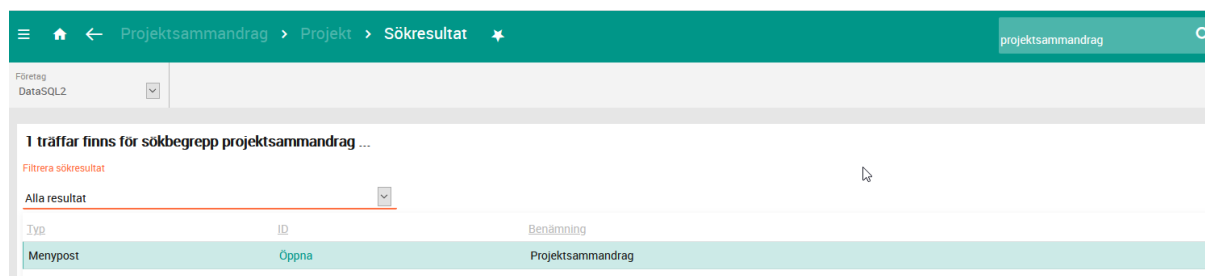 Projektsammandrag > Projekt > Sökresultat
projektsammandrag
Företag
DataSQL2
1 träffar finns för sökbegrepp projektsammandrag ...
Filtrera sökresultat
Alla resultat
Typ ID Benämning
Menypost Öppna Projektsammandrag